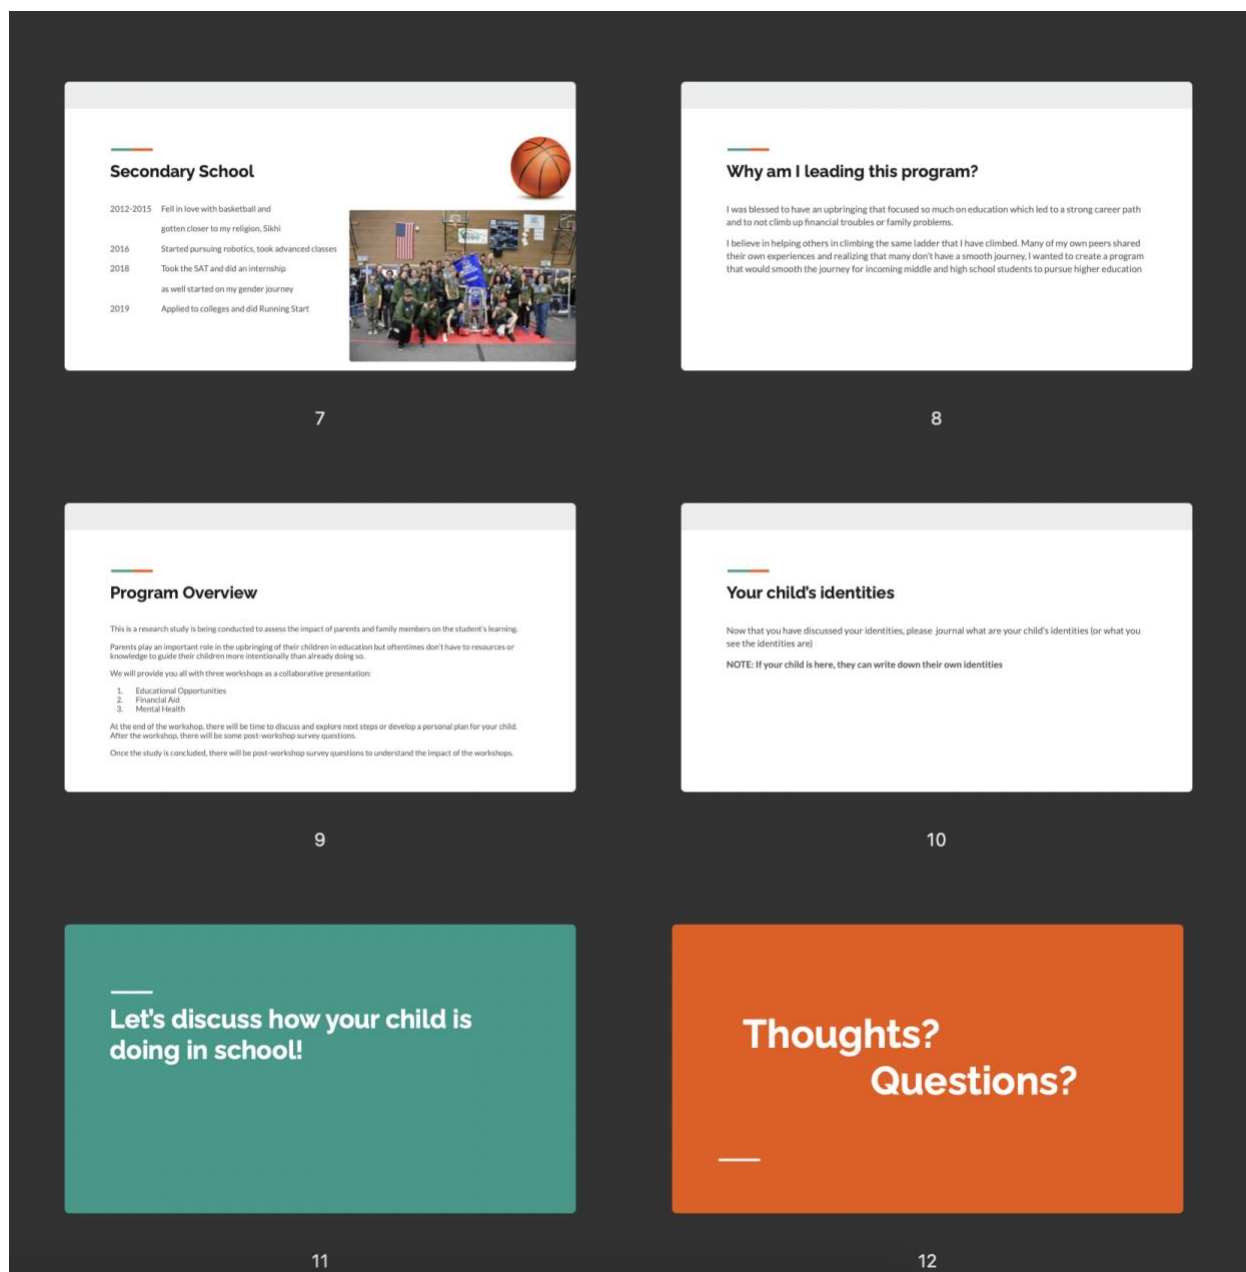 Secondary School
2012-2015 Fell in love with basketball and
gotten closer to my religion, Sikhi
2016 Started pursuing robotics, took advanced classes
2018 Took the SAT and did an internship
as well started on my gender journey
2019 Applied to colleges and did Running Start
7
Why am I leading this program?
I was blessed to have an upbringing that focused so much on education which led to a strong career path
and to not climb up financial troubles or family problems.
I believe in helping others in climbing the same ladder that I have climbed. Many of my own peers shared
their own experiences and realizing that many don't have a smooth journey, I wanted to create a program
that would smooth the journey for incoming middle and high school students to pursue higher education
8
Program Overview
This is a research study is being conducted to assess the impact of parents and family members on the student's learning.
Parents play an important role in the upbringing of their children in education but oftentimes don't have to resources or
knowledge to guide their children more intentionally than already doing so.
We will provide you all with three workshops as a collaborative presentation:
1. Educational Opportunities
2. Financial Aid
3. Mental Health
At the end of the workshop, there will be time to discuss and explore next steps or develop a personal plan for your child.
After the workshop, there will be some post-workshop survey questions.
Once the study is concluded, there will be post-workshop survey questions to understand the impact of the workshops.
9
Your child's identities
Now that you have discussed your identities, please journal what are your child's identities (or what you
see the identities are)
NOTE: If your child is here, they can write down their own identities
10
Let's discuss how your child is
doing in school!
11
Thoughts?
Questions?
12